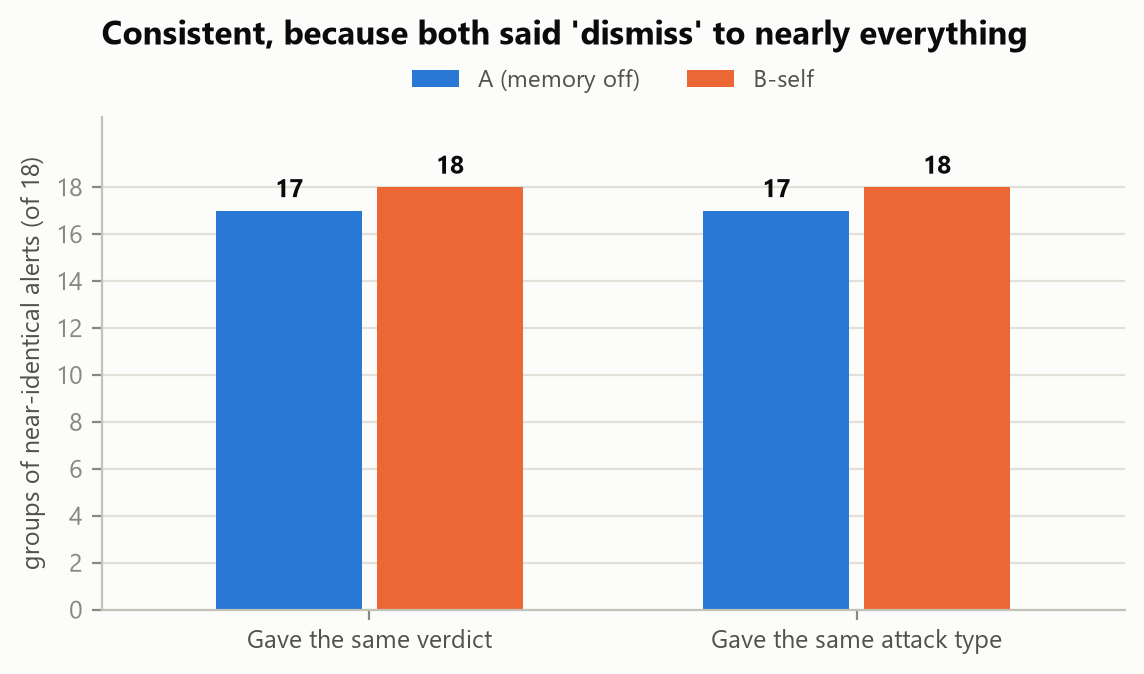 Consistent, because both said 'dismiss' to nearly everything
A (memory off) B-self
groups of near-identical alerts (of 18)
18
16
14
12
10
8
6
4
2
0
17 18 17 18
Gave the same verdict Gave the same attack type